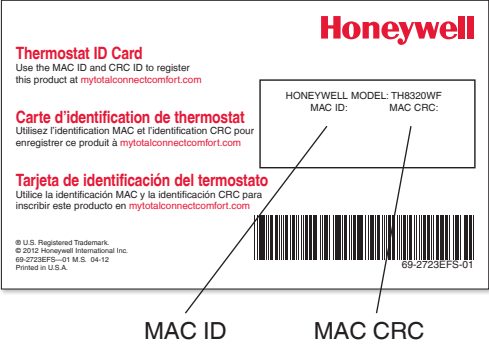 Honeywell
Thermostat ID Card
Use the MAC ID and CRC ID to register
this product at mytotalconnectcomfort.com
HONEYWELL MODEL: TH8320WF
MAC ID: MAC CRC:
Carte d'identification de thermostat
Utilisez l'identification MAC et l'identification CRC pour
enregistrer ce produit à mytotalconnectcomfort.com
Tarjeta de identificación del termostato
Utilice la identificación MAC y la identificación CRC para
inscribir este producto en mytotalconnectcomfort.com
® U.S. Registered Trademark.
© 2012 Honeywell International Inc.
69-2723EFS—01 M.S. 04-12
Printed in U.S.A.
69-2723EFS-01
MAC ID
MAC CRC